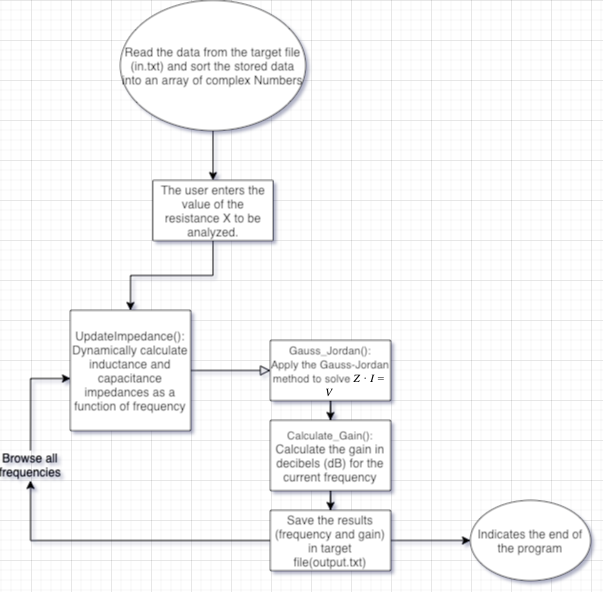 Read the data from the target file
(in.txt) and sort the stored data
into an array of complex Numbers
The user enters the
value of the
resistance X to be
analyzed.
UpdateImpedance():
Dynamically calculate
inductance and
capacitance
impedances as a
function of frequency
Gauss_Jordan():
Apply the Gauss-Jordan
method to solve Z · I =
V
Calculate_Gain():
Calculate the gain in
decibels (dB) for the
current frequency
Browse all
frequencies
Save the results
(frequency and gain)
in target
file(output.txt)
Indicates the end of
the program